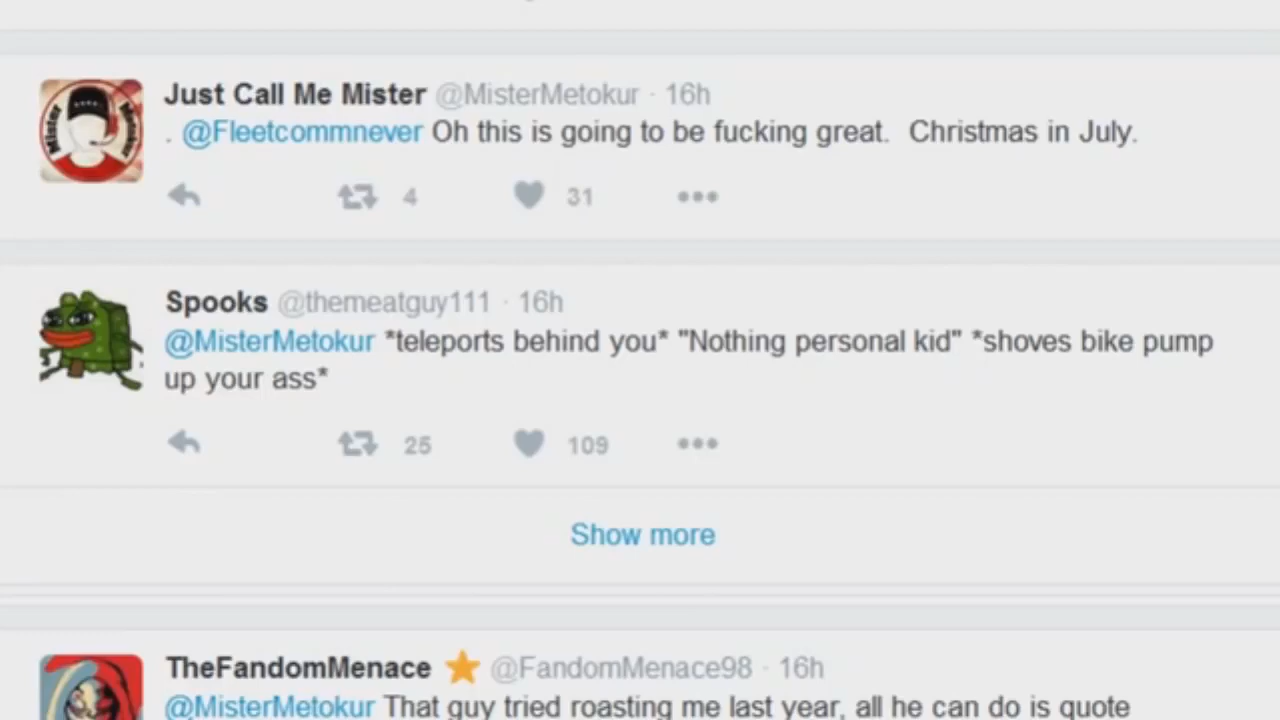 Just Call Me Mister @MisterMetokur · 16h
. @Fleetcommnever Oh this is going to be fucking great. Christmas in July.
4 31
Spooks @themeatguy111 · 16h
@MisterMetokur *teleports behind you* "Nothing personal kid" *shoves bike pump
up your ass*
25 109
Show more
TheFandomMenace @FandomMenace98 · 16h
@MisterMetokur That guy tried roasting me last year, all he can do is quote